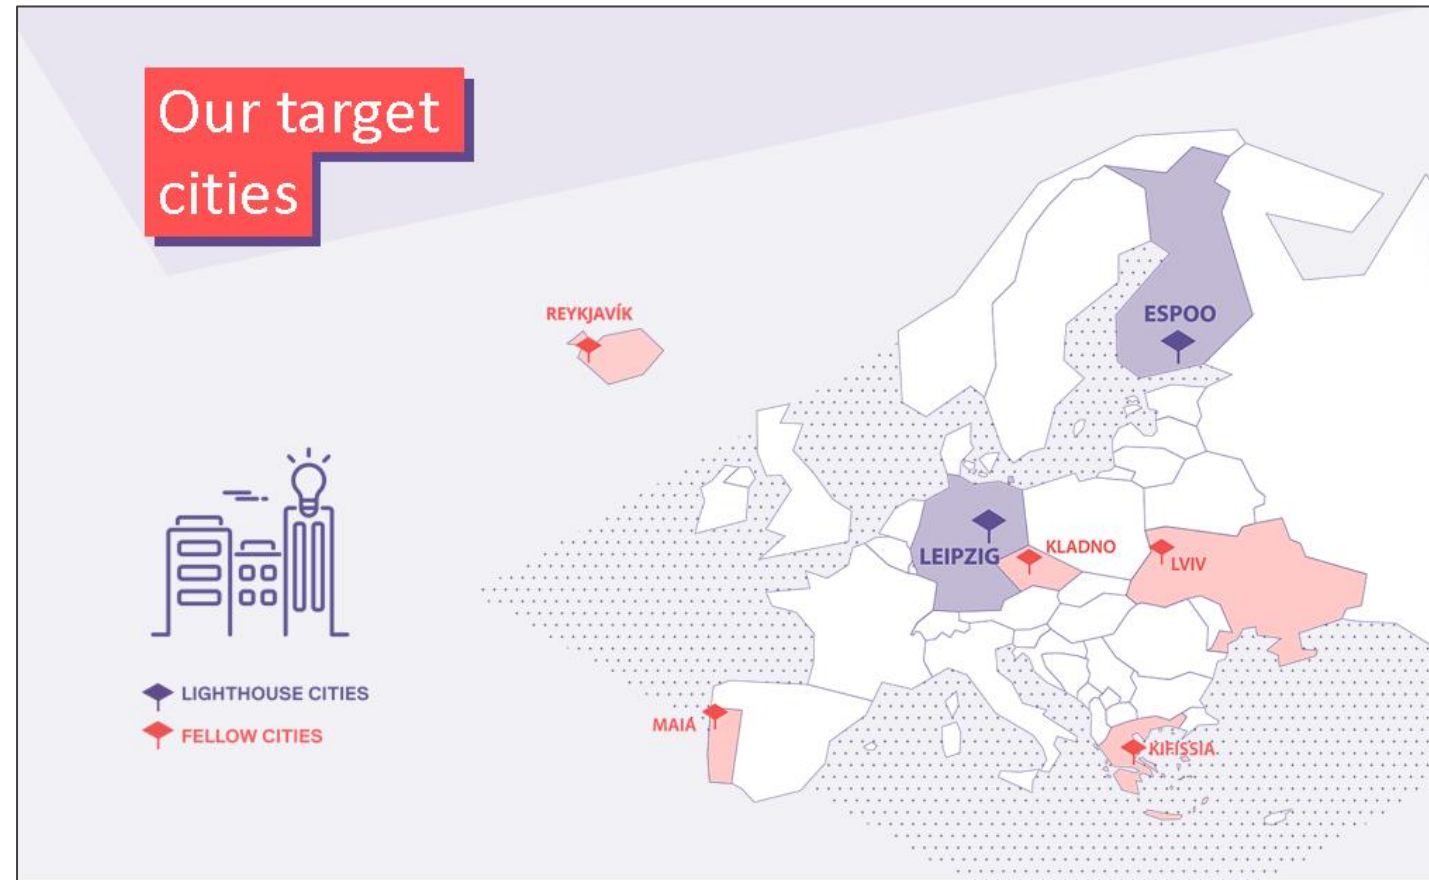 Our target
cities
REYKJAVÍK
ESPOO
LEIPZIG
KLADNO
LVIV
MAIA
KIFISSIA
LIGHTHOUSE CITIES
FELLOW CITIES